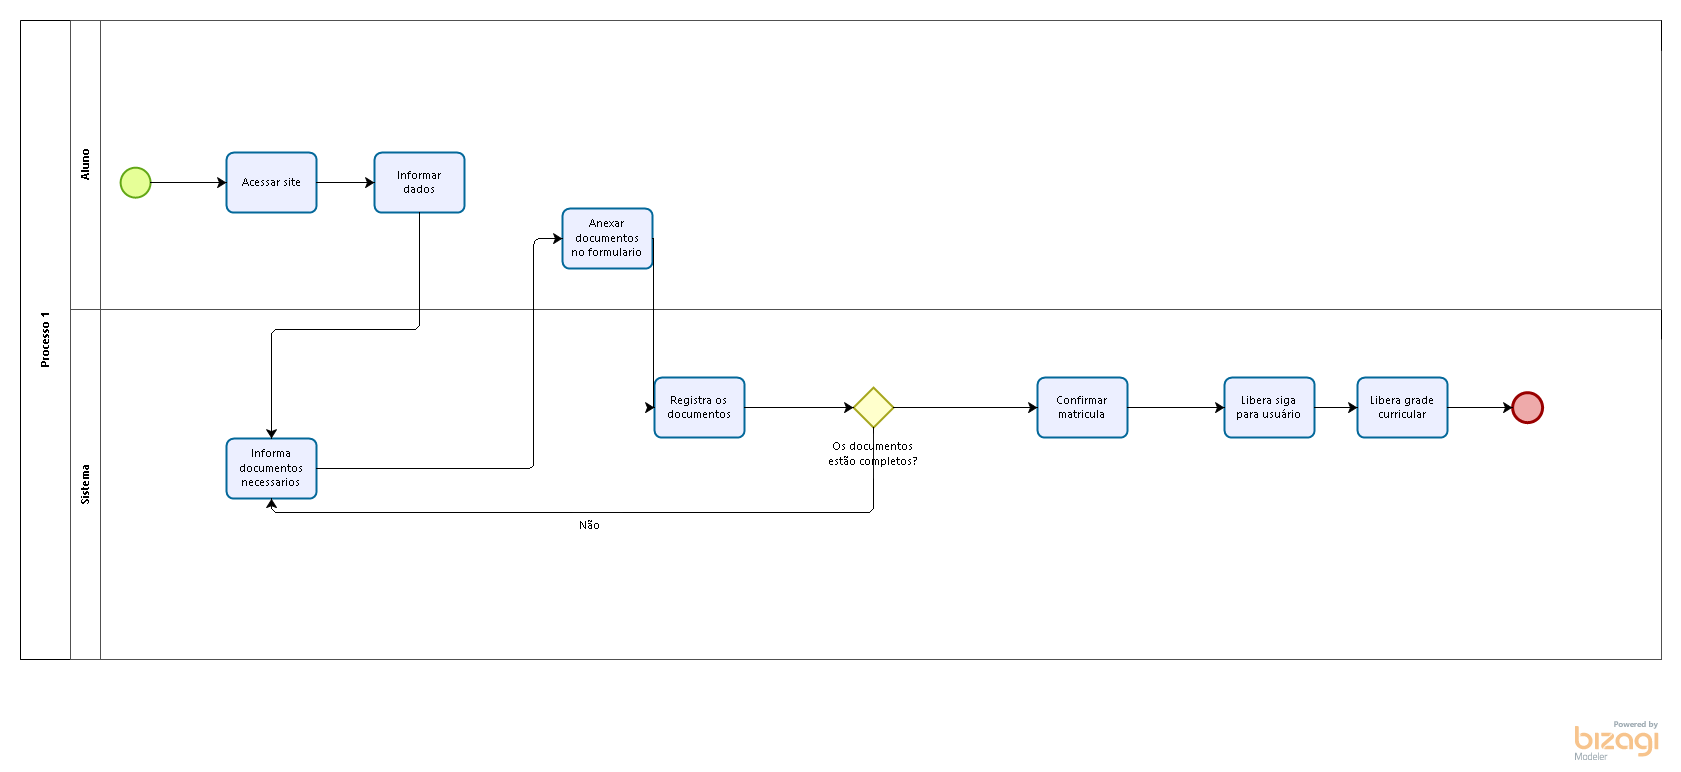 Processo 1
Aluno
Acessar site
Informar
dados
Anexar
documentos
no formulario
Sistema
Informa
documentos
necessarios
Registra os
documentos
Os documentos
estão completos?
Não
Confirmar
matricula
Libera siga
para usuário
Libera grade
curricular
Powered by
bizagi
Modeler